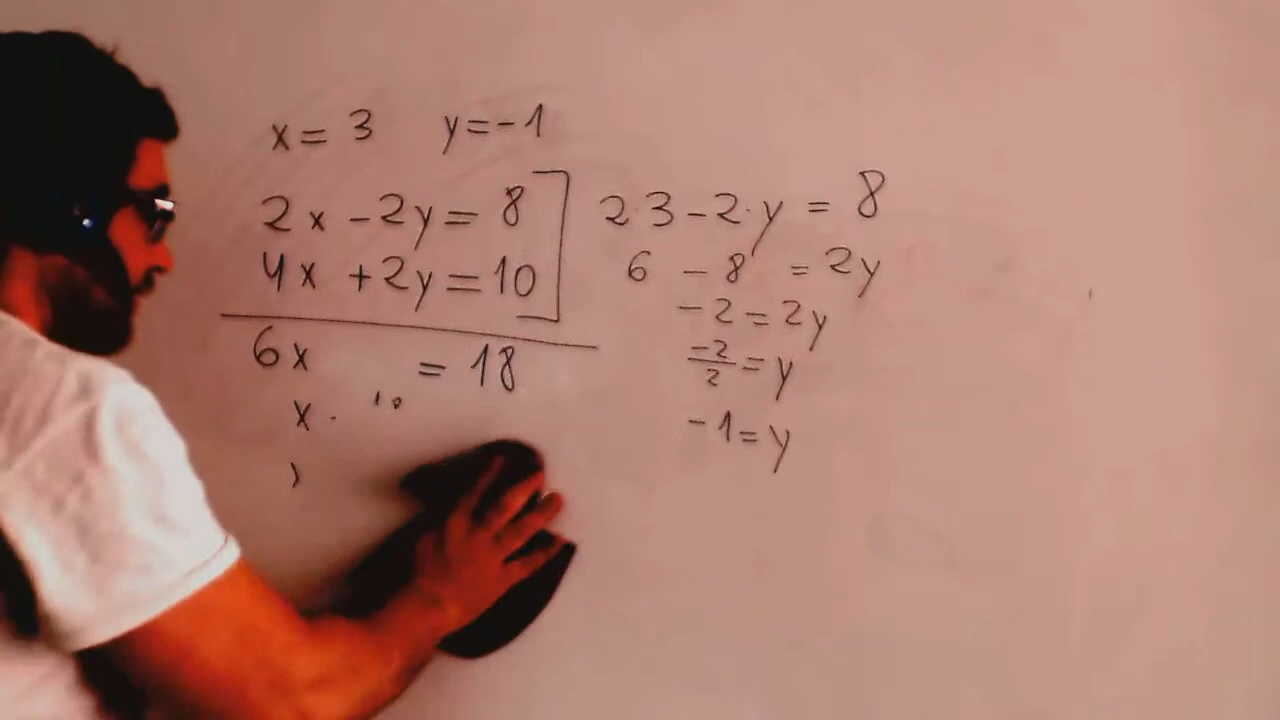 x = 3 y = -1
2x - 2y = 8
4x + 2y = 10
6x = 18
x
2·3 - 2·y = 8
6 - 8 = 2y
-2 = 2y
-2/2 = y
-1 = y